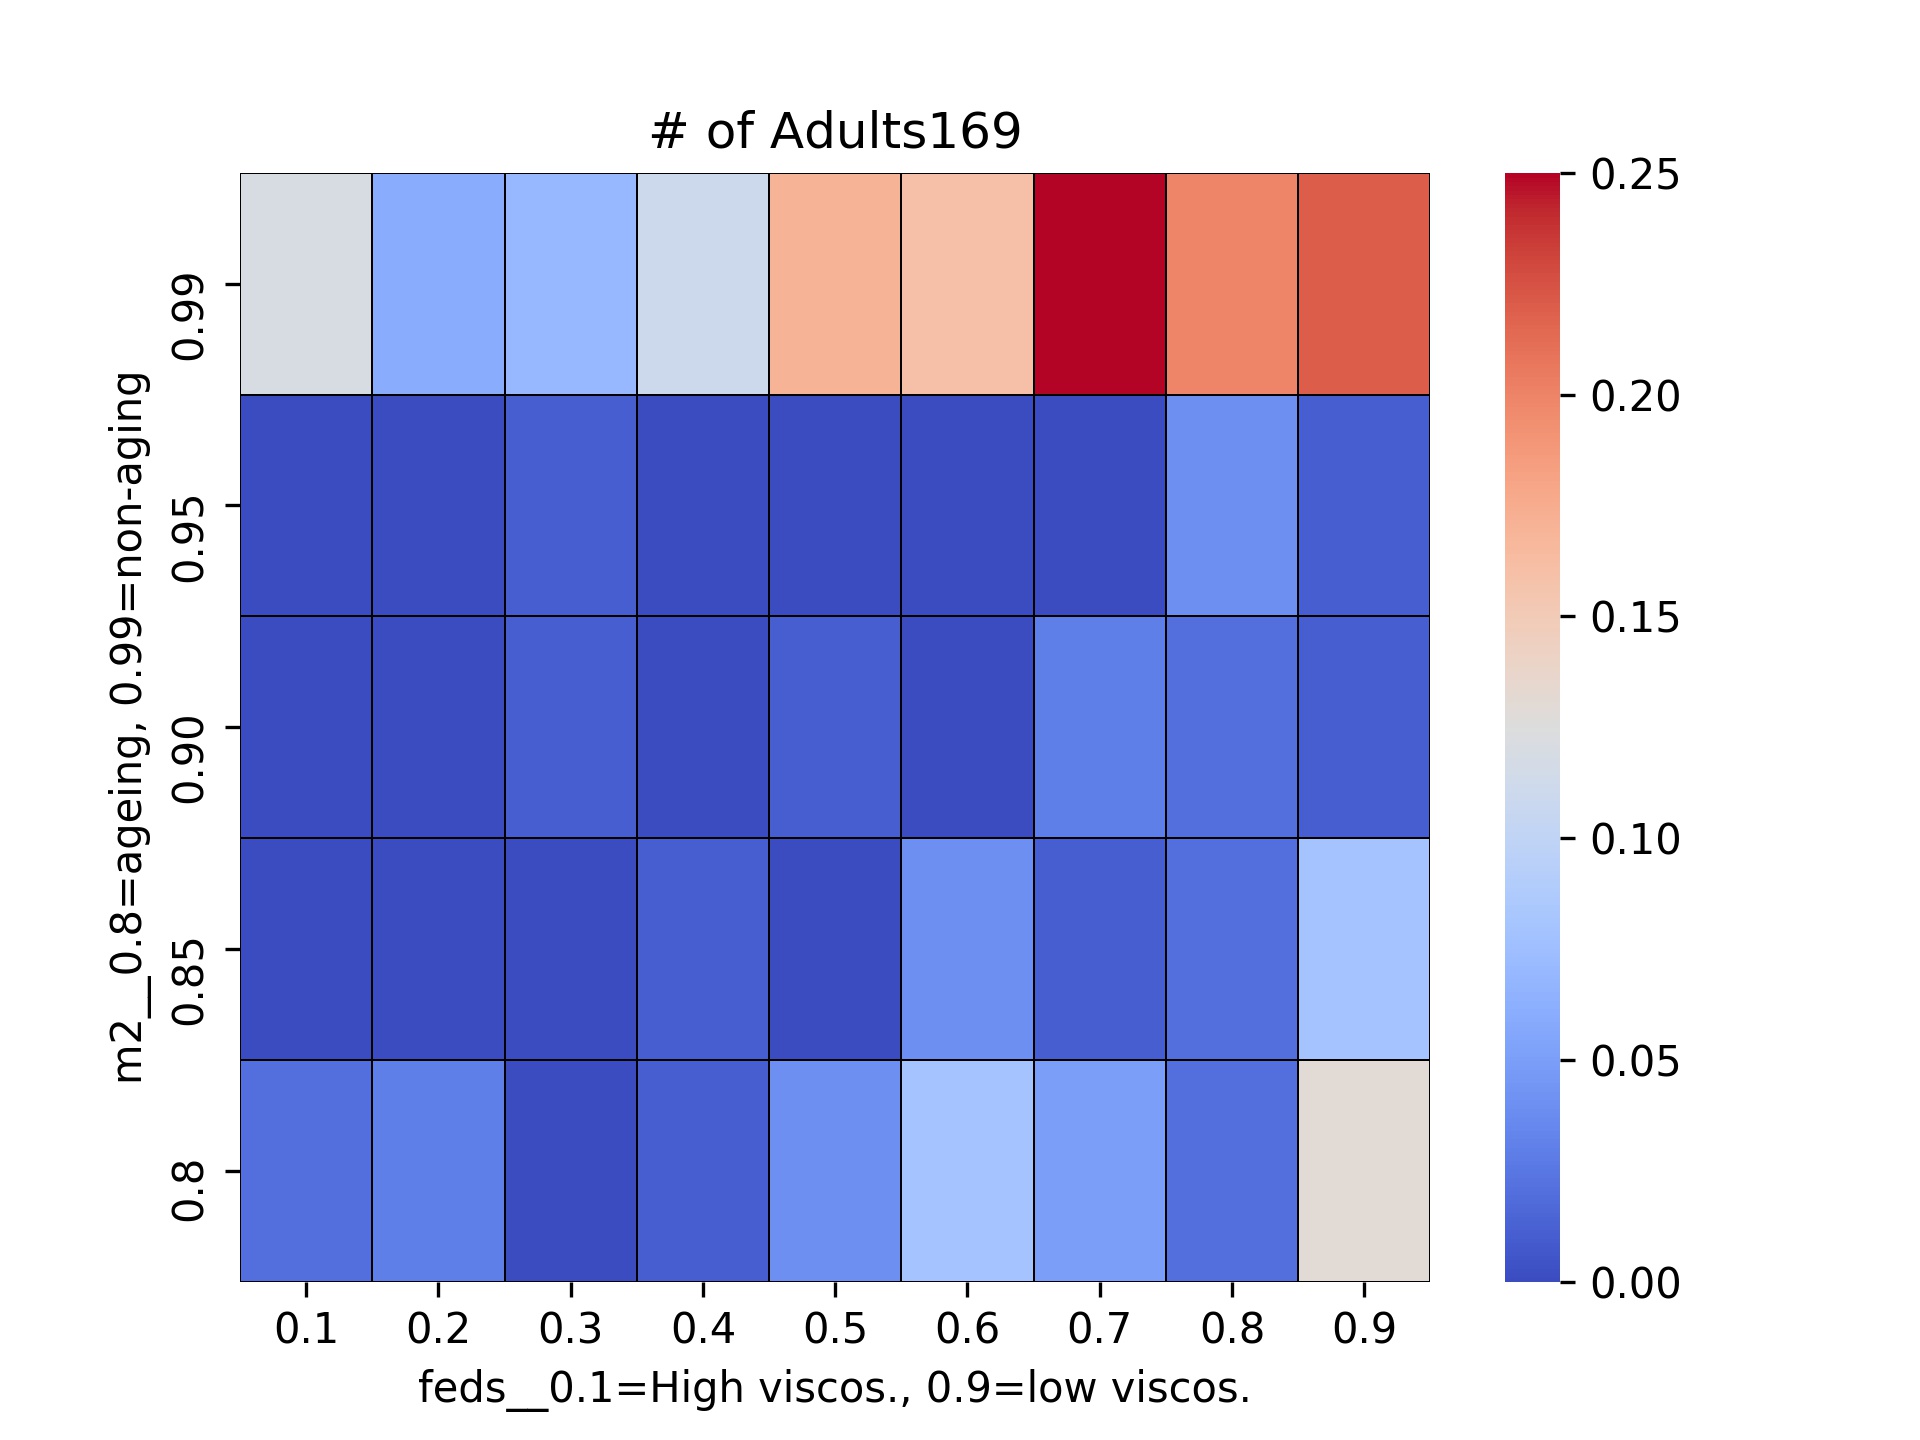 # of Adults169
m2__0.8=ageing, 0.99=non-aging
0.99
0.95
0.90
0.85
0.8
0.1 0.2 0.3 0.4 0.5 0.6 0.7 0.8 0.9
feds__0.1=High viscos., 0.9=low viscos.
0.25
0.20
0.15
0.10
0.05
0.00